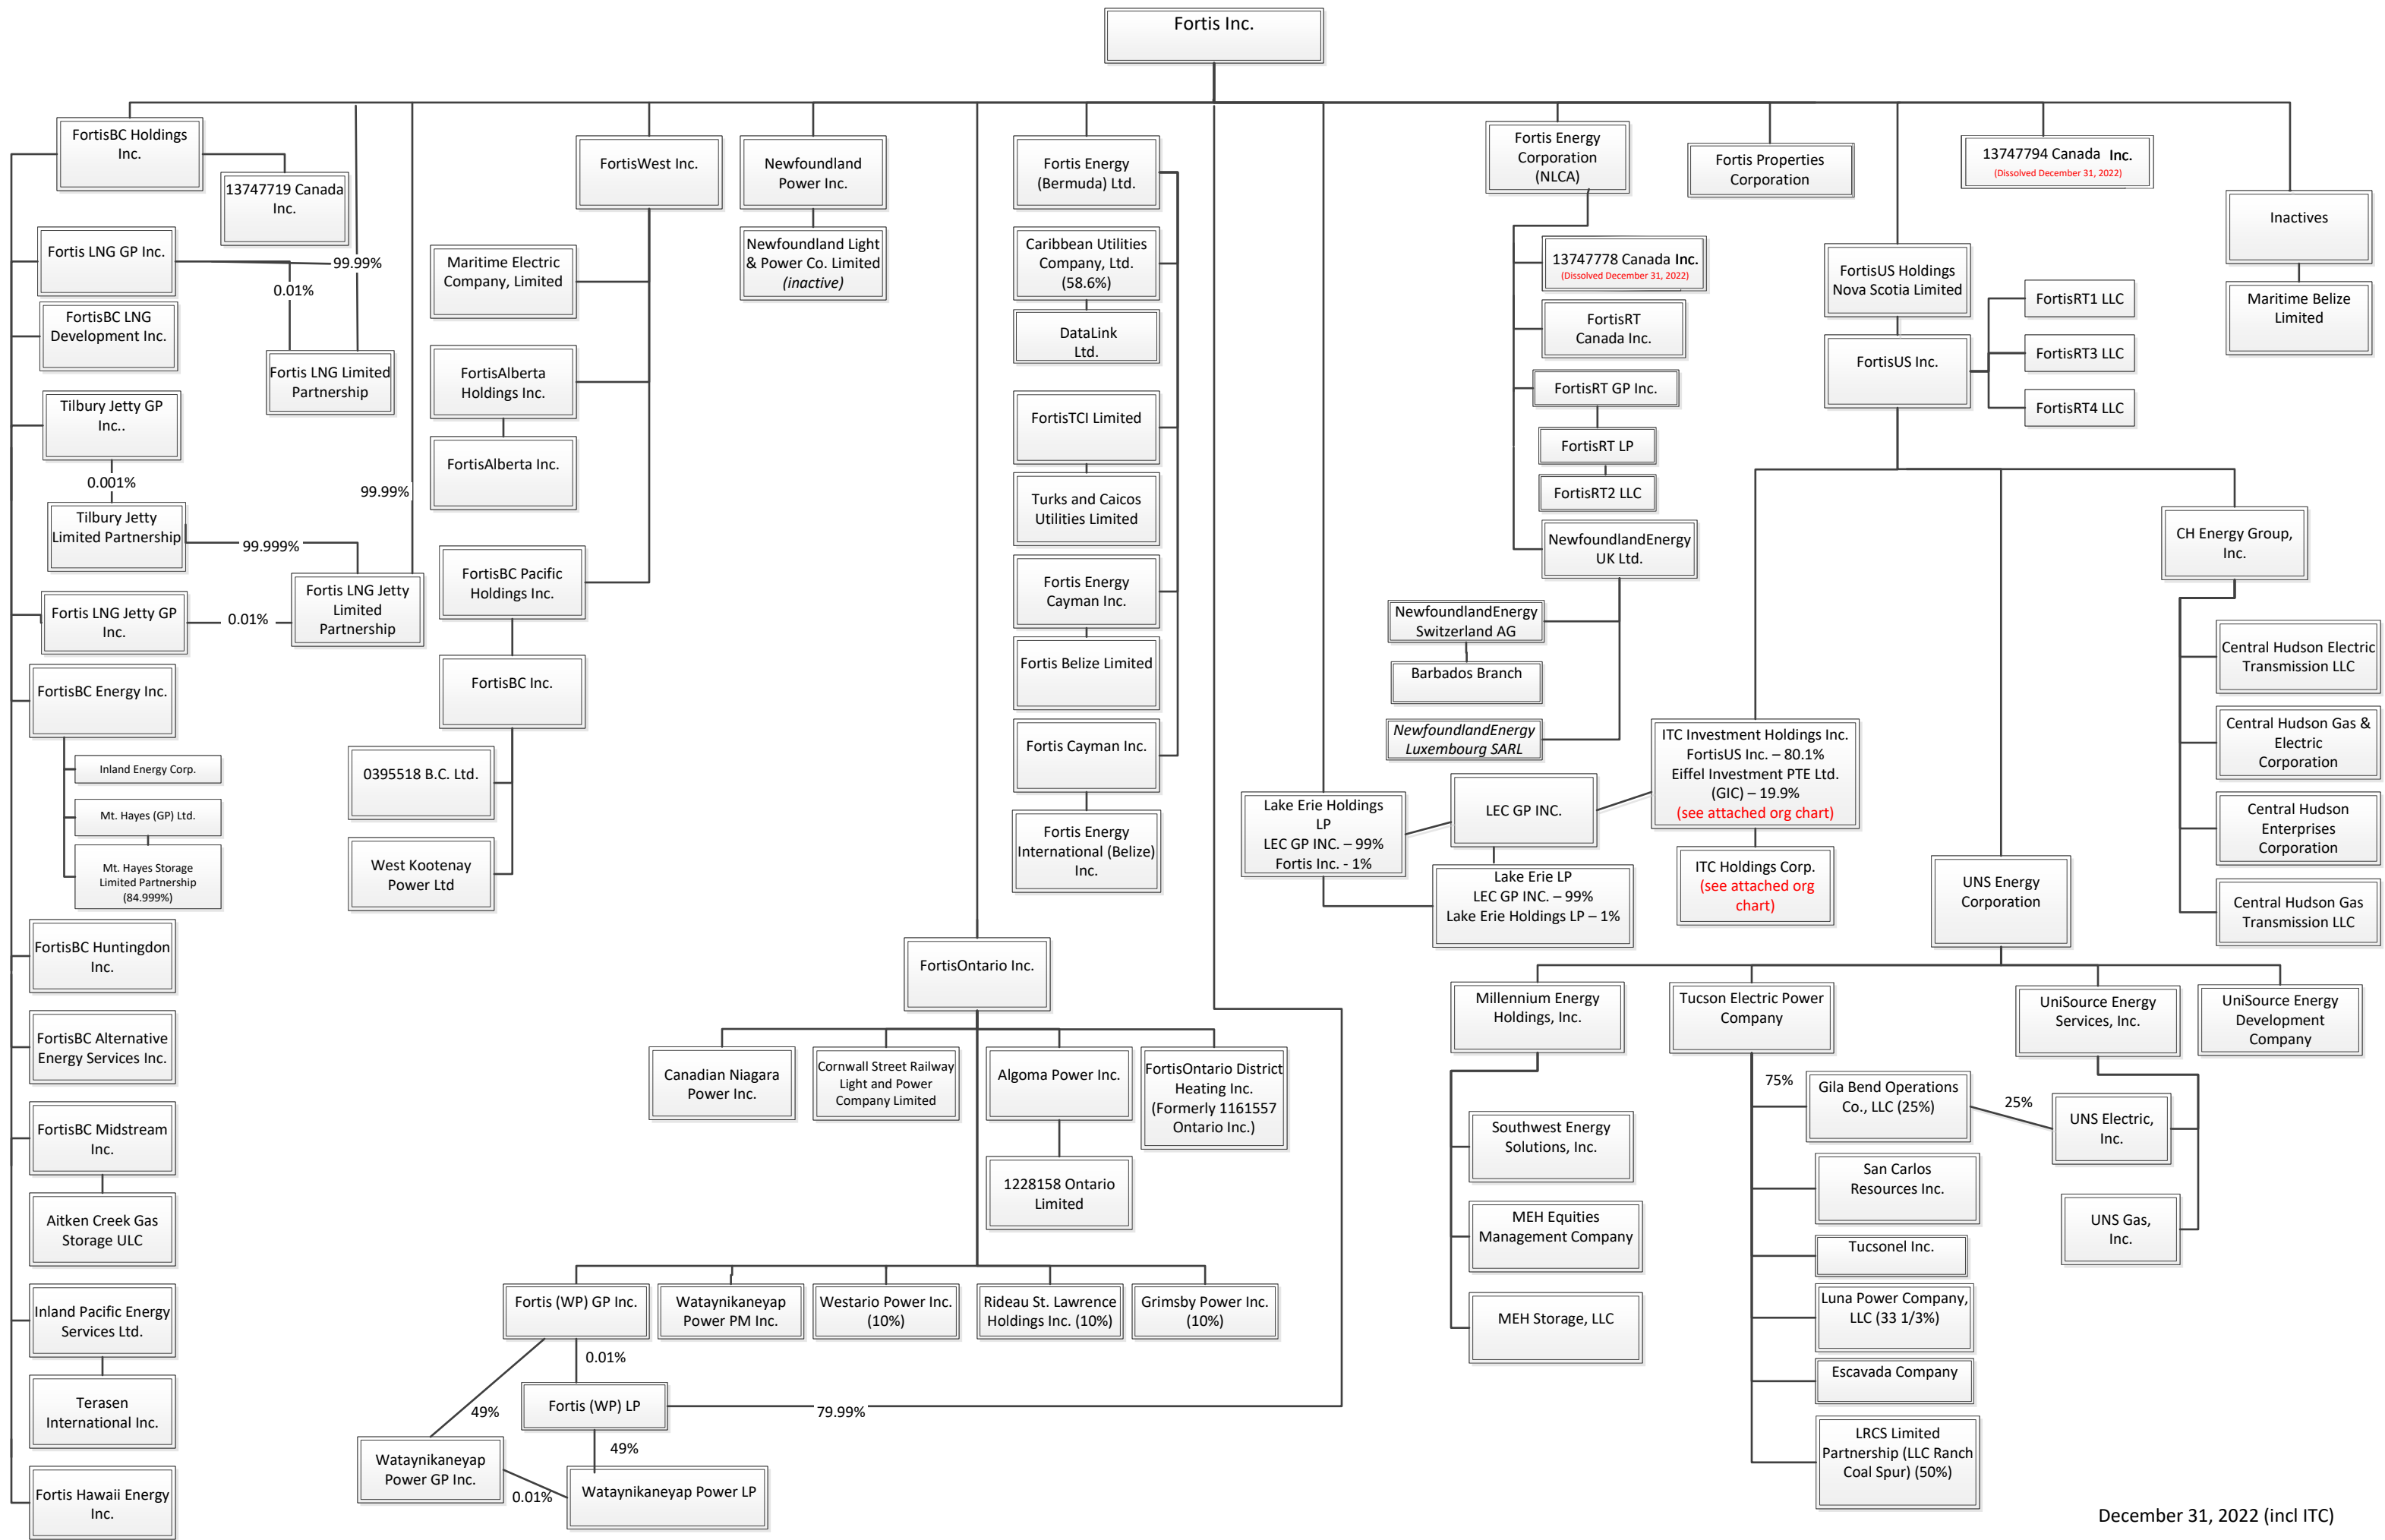 Fortis Inc.
FortisBC Holdings
Inc.
13747719 Canada
Inc.
Fortis LNG GP Inc.
99.99%
0.01%
FortisBC LNG
Development Inc.
Fortis LNG Limited
Partnership
Tilbury Jetty GP
Inc..
0.001%
99.99%
Tilbury Jetty
Limited Partnership
99.999%
Fortis LNG Jetty GP
Inc.
0.01%
Fortis LNG Jetty
Limited
Partnership
FortisBC Energy Inc.
Inland Energy Corp.
Mt. Hayes (GP) Ltd.
Mt. Hayes Storage
Limited Partnership
(84.999%)
FortisBC Huntingdon
Inc.
FortisBC Alternative
Energy Services Inc.
FortisBC Midstream
Inc.
Aitken Creek Gas
Storage ULC
Inland Pacific Energy
Services Ltd.
Terasen
International Inc.
Fortis Hawaii Energy
Inc.
FortisWest Inc.
Maritime Electric
Company, Limited
FortisAlberta
Holdings Inc.
FortisAlberta Inc.
FortisBC Pacific
Holdings Inc.
FortisBC Inc.
0395518 B.C. Ltd.
West Kootenay
Power Ltd
Newfoundland
Power Inc.
Newfoundland Light
& Power Co. Limited
(inactive)
FortisOntario Inc.
Canadian Niagara
Power Inc.
Cornwall Street Railway
Light and Power
Company Limited
Algoma Power Inc.
FortisOntario District
Heating Inc.
(Formerly 1161557
Ontario Inc.)
1228158 Ontario
Limited
Fortis (WP) GP Inc.
Wataynikaneyap
Power PM Inc.
Westario Power Inc.
(10%)
Rideau St. Lawrence
Holdings Inc. (10%)
Grimsby Power Inc.
(10%)
0.01%
49%
Fortis (WP) LP
79.99%
49%
Wataynikaneyap
Power GP Inc.
0.01%
Wataynikaneyap Power LP
Fortis Energy
(Bermuda) Ltd.
Caribbean Utilities
Company, Ltd.
(58.6%)
DataLink
Ltd.
FortisTCI Limited
Turks and Caicos
Utilities Limited
Fortis Energy
Cayman Inc.
Fortis Belize Limited
Fortis Cayman Inc.
Fortis Energy
International (Belize)
Inc.
Lake Erie Holdings
LP
LEC GP INC. – 99%
Fortis Inc. - 1%
LEC GP INC.
Lake Erie LP
LEC GP INC. – 99%
Lake Erie Holdings LP – 1%
Fortis Energy
Corporation
(NLCA)
13747778 Canada Inc.
(Dissolved December 31, 2022)
FortisRT
Canada Inc.
FortisRT GP Inc.
FortisRT LP
FortisRT2 LLC
NewfoundlandEnergy
UK Ltd.
NewfoundlandEnergy
Switzerland AG
Barbados Branch
NewfoundlandEnergy
Luxembourg SARL
Fortis Properties
Corporation
FortisUS Holdings
Nova Scotia Limited
FortisUS Inc.
FortisRT1 LLC
FortisRT3 LLC
FortisRT4 LLC
ITC Investment Holdings Inc.
FortisUS Inc. – 80.1%
Eiffel Investment PTE Ltd.
(GIC) – 19.9%
(see attached org chart)
ITC Holdings Corp.
(see attached org
chart)
UNS Energy
Corporation
Millennium Energy
Holdings, Inc.
Southwest Energy
Solutions, Inc.
MEH Equities
Management Company
MEH Storage, LLC
Tucson Electric Power
Company
75%
Gila Bend Operations
Co., LLC (25%)
25%
San Carlos
Resources Inc.
Tucsonel Inc.
Luna Power Company,
LLC (33 1/3%)
Escavada Company
LRCS Limited
Partnership (LLC Ranch
Coal Spur) (50%)
UniSource Energy
Services, Inc.
UNS Electric,
Inc.
UNS Gas,
Inc.
UniSource Energy
Development
Company
CH Energy Group,
Inc.
Central Hudson Electric
Transmission LLC
Central Hudson Gas &
Electric
Corporation
Central Hudson
Enterprises
Corporation
Central Hudson Gas
Transmission LLC
13747794 Canada Inc.
(Dissolved December 31, 2022)
Inactives
Maritime Belize
Limited
December 31, 2022 (incl ITC)